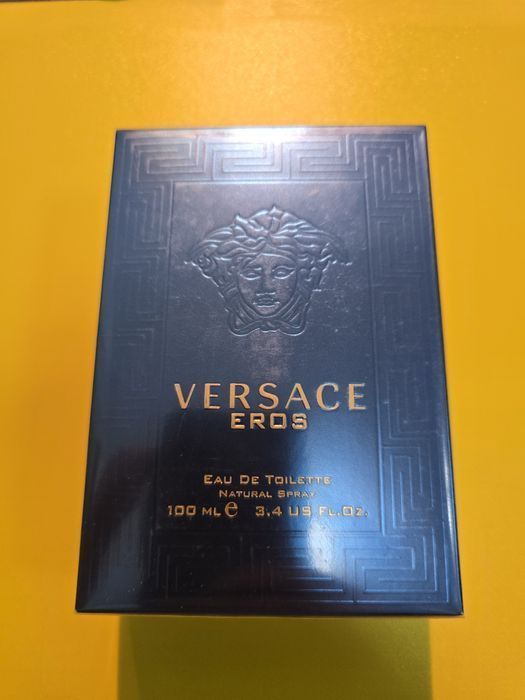 VERSACE
EROS
EAU DE TOILETTE
NATURAL SPRAY
100 ML ℮ 3.4 US FL.OZ.